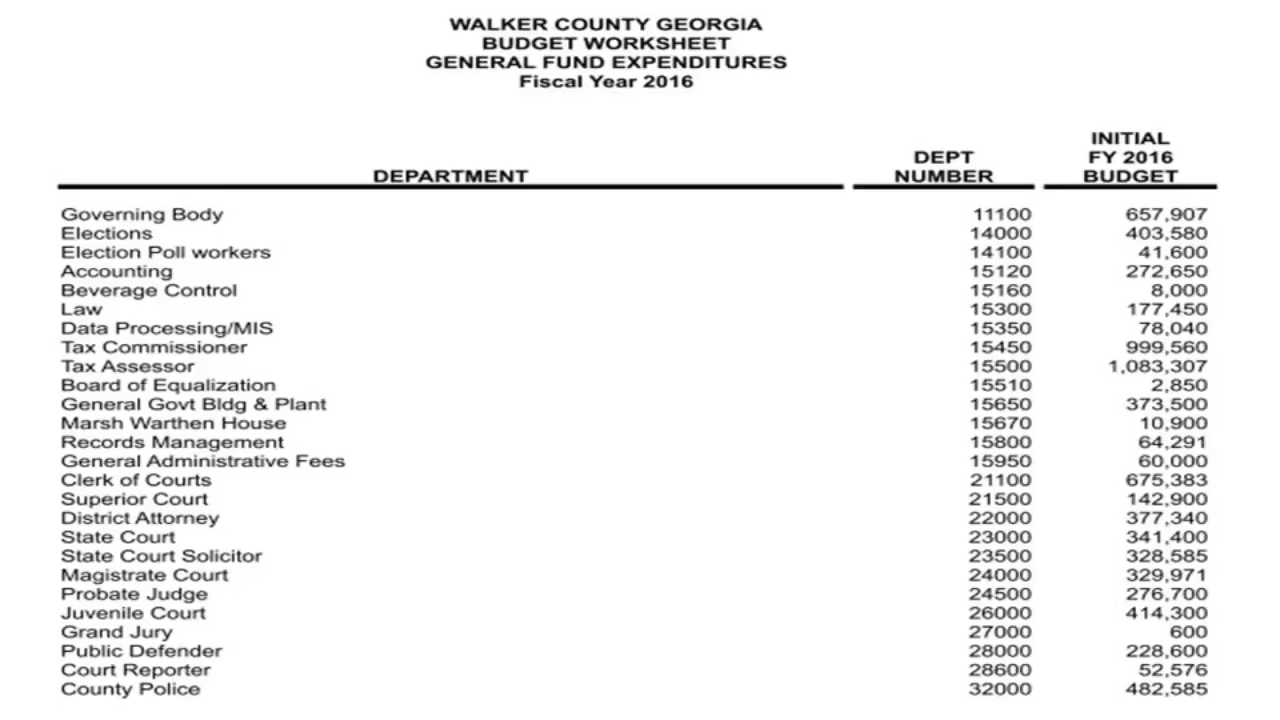 WALKER COUNTY GEORGIA
BUDGET WORKSHEET
GENERAL FUND EXPENDITURES
Fiscal Year 2016
INITIAL
DEPT FY 2016
DEPARTMENT NUMBER BUDGET
Governing Body 11100 657,907
Elections 14000 403,580
Election Poll workers 14100 41,600
Accounting 15120 272,650
Beverage Control 15160 8,000
Law 15300 177,450
Data Processing/MIS 15350 78,040
Tax Commissioner 15450 999,560
Tax Assessor 15500 1,083,307
Board of Equalization 15510 2,850
General Govt Bldg & Plant 15650 373,500
Marsh Warthen House 15670 10,900
Records Management 15800 64,291
General Administrative Fees 15950 60,000
Clerk of Courts 21100 675,383
Superior Court 21500 142,900
District Attorney 22000 377,340
State Court 23000 341,400
State Court Solicitor 23500 328,585
Magistrate Court 24000 329,971
Probate Judge 24500 276,700
Juvenile Court 26000 414,300
Grand Jury 27000 600
Public Defender 28000 228,600
Court Reporter 28600 52,576
County Police 32000 482,585